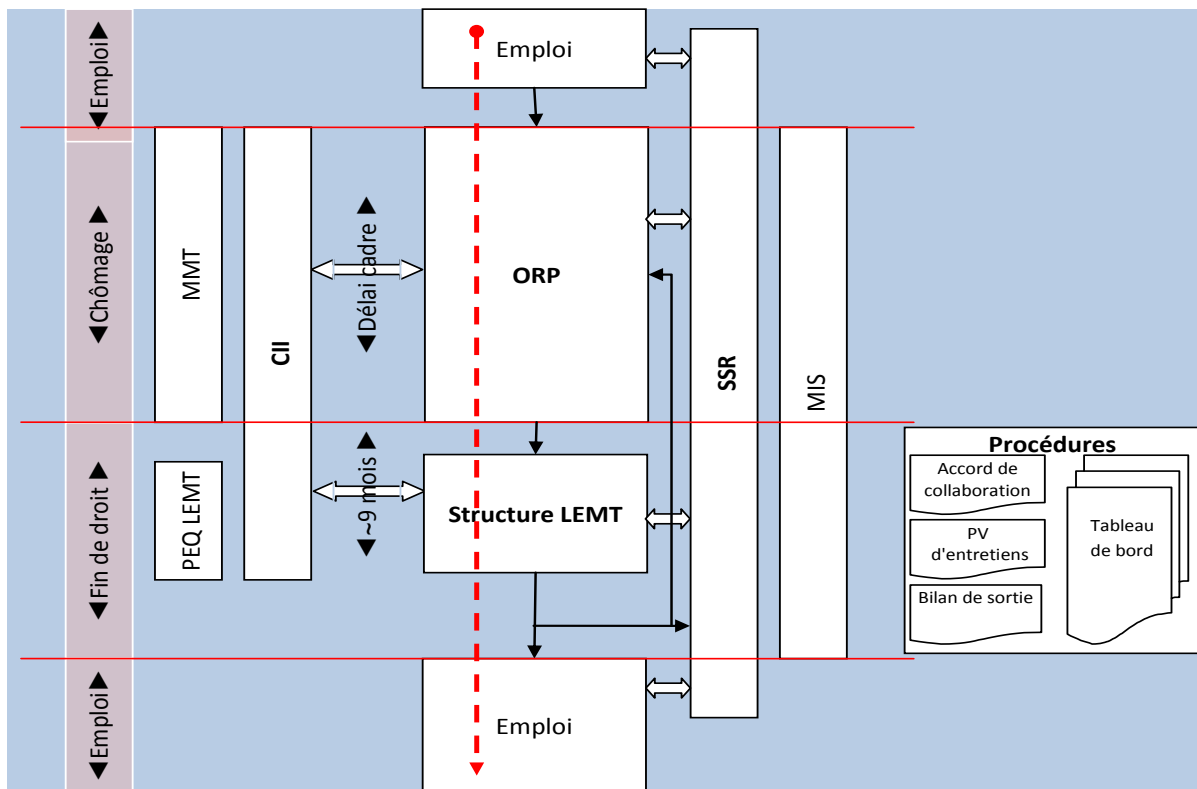 ◄Emploi►
◄Chômage►
◄Fin de droit►
◄Emploi►
MMT
PEQ LEMT
CII
◄Délai cadre►
◄~9 mois►
Emploi
ORP
Structure LEMT
Emploi
SSR
MIS
Procédures
Accord de
collaboration
PV
d'entretiens
Bilan de sortie
Tableau
de bord